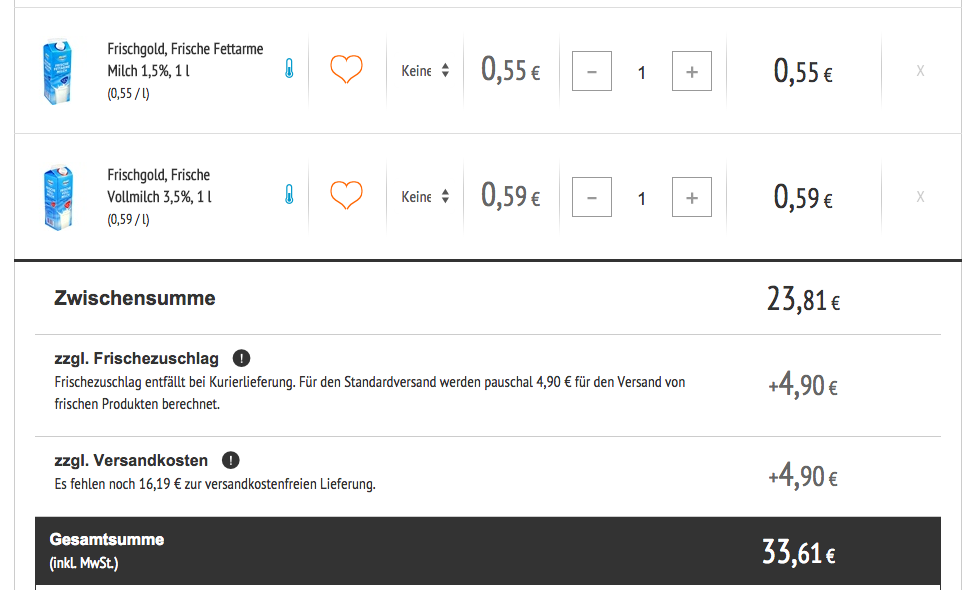 Frischgold, Frische Fettarme
Milch 1,5%, 1 l
(0,55 / l)
Keine
0,55 €
−
1
+
0,55 €
x
Frischgold, Frische
Vollmilch 3,5%, 1 l
(0,59 / l)
Keine
0,59 €
−
1
+
0,59 €
x
Zwischensumme
23,81 €
zzgl. Frischezuschlag !
Frischezuschlag entfällt bei Kurierlieferung. Für den Standardversand werden pauschal 4,90 € für den Versand von
frischen Produkten berechnet.
+4,90 €
zzgl. Versandkosten !
Es fehlen noch 16,19 € zur versandkostenfreien Lieferung.
+4,90 €
Gesamtsumme
(inkl. MwSt.)
33,61 €